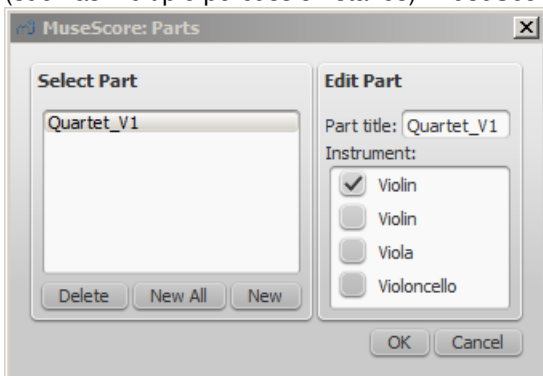 MuseScore: Parts
Select Part
Quartet_V1
Delete
New All
New
Edit Part
Part title: Quartet_V1
Instrument:
Violin
Violin
Viola
Violoncello
OK
Cancel